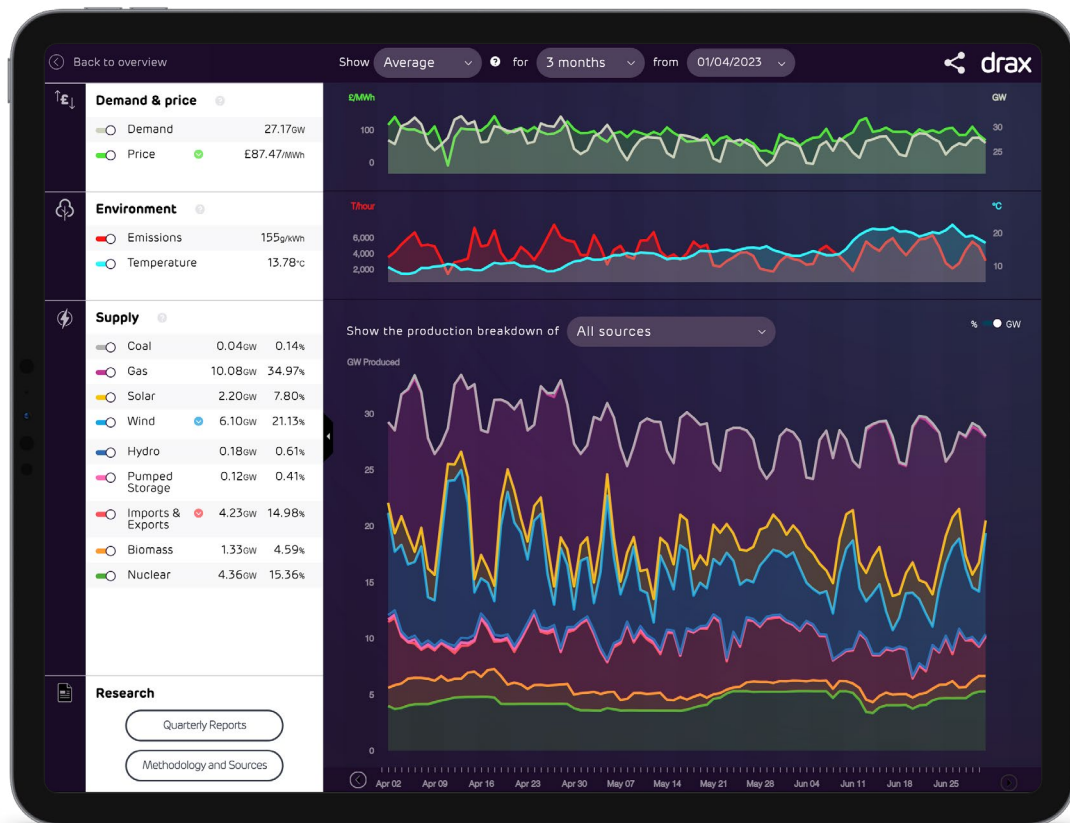 Back to overview
Show Average ? for 3 months from 01/04/2023
drax
↑£↓ Demand & price ?
Demand 27.17GW
Price £87.47/MWh
Environment ?
Emissions 155g/kWh
Temperature 13.78°C
Supply ?
Coal 0.04GW 0.14%
Gas 10.08GW 34.97%
Solar 2.20GW 7.80%
Wind 6.10GW 21.13%
Hydro 0.18GW 0.61%
Pumped
Storage 0.12GW 0.41%
Imports &
Exports 4.23GW 14.98%
Biomass 1.33GW 4.59%
Nuclear 4.36GW 15.36%
Research
Quarterly Reports
Methodology and Sources
£/MWh GW
100 30
25
0
T/hour °C
6,000 20
4,000
2,000 10
Show the production breakdown of All sources
% GW
GW Produced
30
25
20
15
10
5
0
Apr 02 Apr 09 Apr 16 Apr 23 Apr 30 May 07 May 14 May 21 May 28 Jun 04 Jun 11 Jun 18 Jun 25